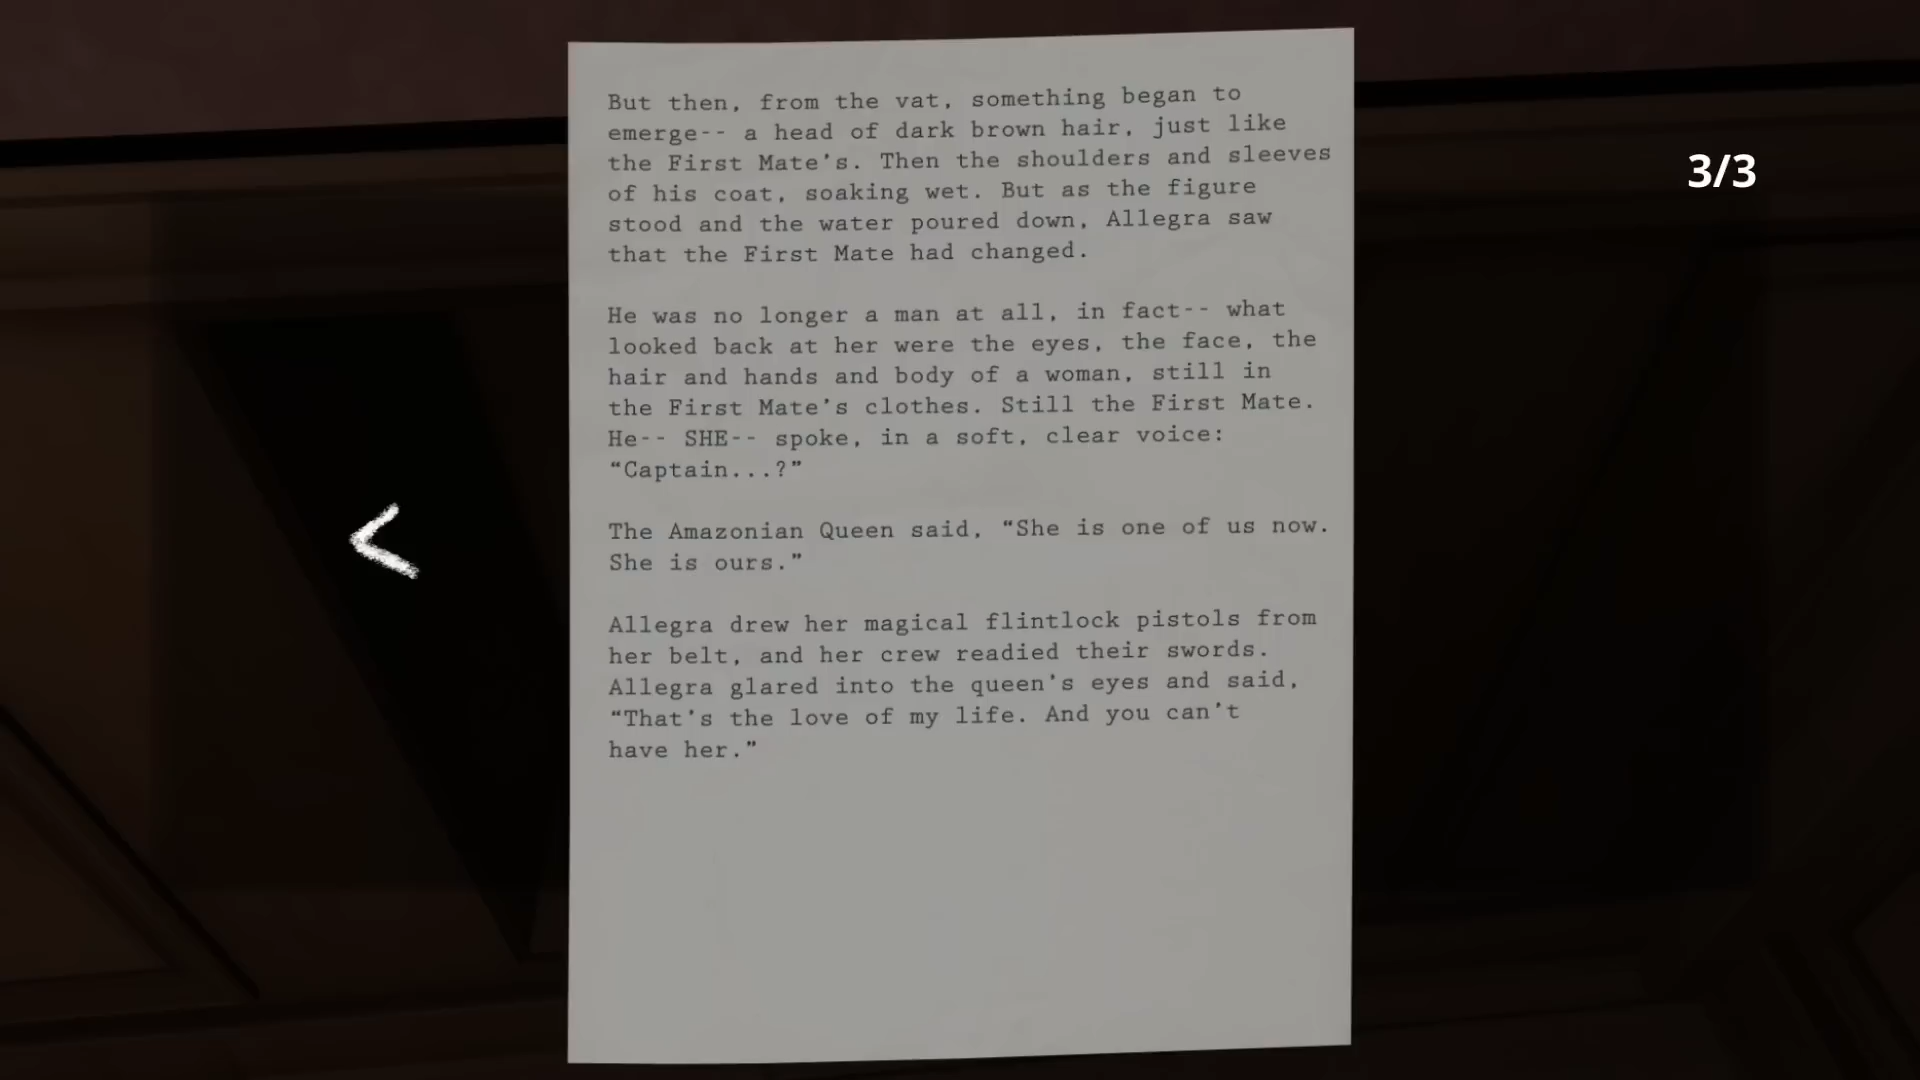 But then, from the vat, something began to
emerge-- a head of dark brown hair, just like
the First Mate's. Then the shoulders and sleeves
of his coat, soaking wet. But as the figure
stood and the water poured down, Allegra saw
that the First Mate had changed.
He was no longer a man at all, in fact-- what
looked back at her were the eyes, the face, the
hair and hands and body of a woman, still in
the First Mate's clothes. Still the First Mate.
He-- SHE-- spoke, in a soft, clear voice:
“Captain...?”
The Amazonian Queen said, “She is one of us now.
She is ours.”
Allegra drew her magical flintlock pistols from
her belt, and her crew readied their swords.
Allegra glared into the queen's eyes and said,
“That's the love of my life. And you can't
have her.”
3/3